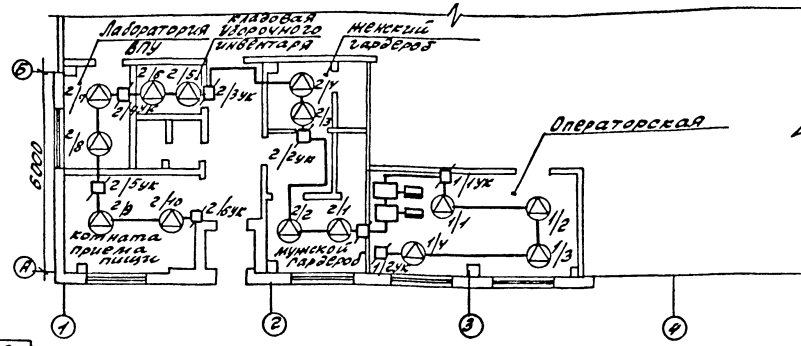 Лаборатория
ВПУ
кладовая
уборочного
инвентаря
женский
гардероб
Операторская
Б
2/7
2/4ук
2/6
2/5
2/3ук
2/4
2/3
2/2ук
2/8
6000
2/5ук
2/9
2/10
2/6ук
2/2
2/1
1/1ук
1/1
1/2
1/3
1/4
1/2ук
комната
приема
пищи
мужской
гардероб
А
1
2
3
4